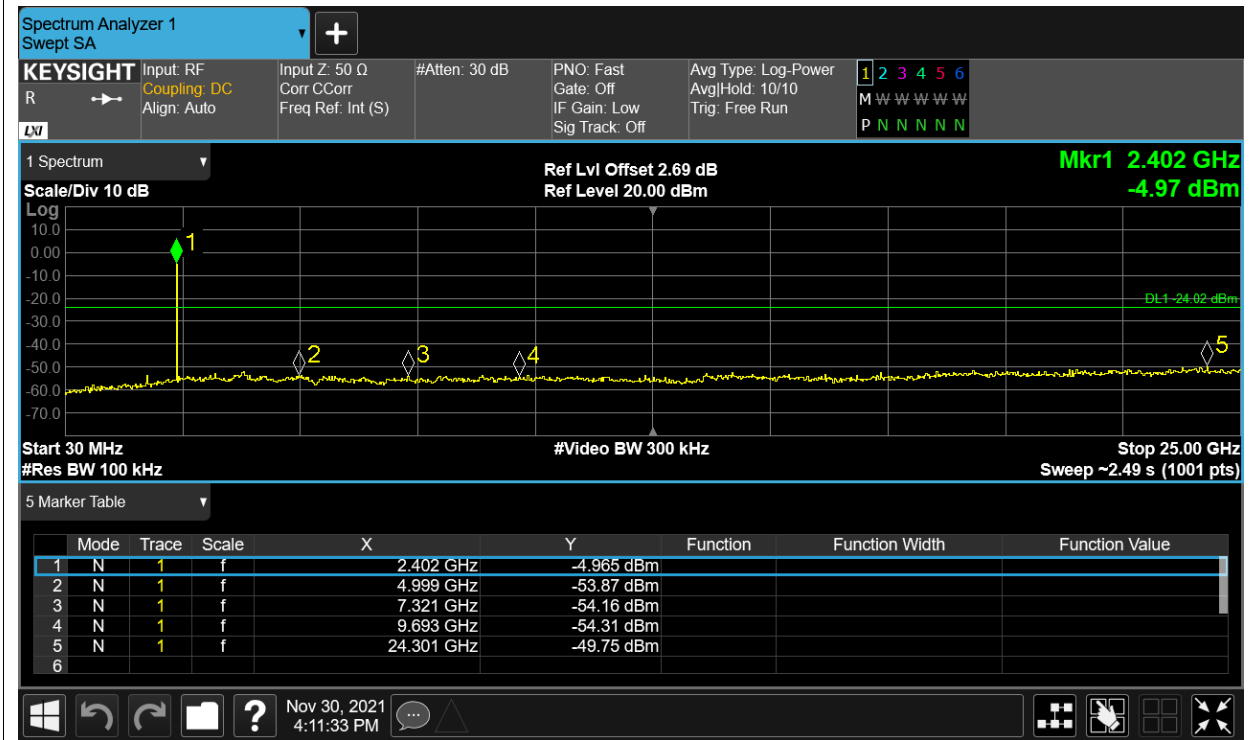 Spectrum Analyzer 1
Swept SA
+
KEYSIGHT
R
LXI
Input: RF
Coupling: DC
Align: Auto
Input Z: 50 Ω
Corr CCorr
Freq Ref: Int (S)
#Atten: 30 dB
PNO: Fast
Gate: Off
IF Gain: Low
Sig Track: Off
Avg Type: Log-Power
Avg|Hold: 10/10
Trig: Free Run
1 2 3 4 5 6
M W W W W W
P N N N N N
1 Spectrum
Scale/Div 10 dB
Ref Lvl Offset 2.69 dB
Ref Level 20.00 dBm
Mkr1 2.402 GHz
-4.97 dBm
Log
10.0
0.00
-10.0
-20.0
-30.0
-40.0
-50.0
-60.0
-70.0
1
2
3
4
5
DL1 -24.02 dBm
Start 30 MHz
#Res BW 100 kHz
#Video BW 300 kHz
Stop 25.00 GHz
Sweep ~2.49 s (1001 pts)
5 Marker Table
Mode Trace Scale X Y Function Function Width Function Value
1 N 1 f 2.402 GHz -4.965 dBm
2 N 1 f 4.999 GHz -53.87 dBm
3 N 1 f 7.321 GHz -54.16 dBm
4 N 1 f 9.693 GHz -54.31 dBm
5 N 1 f 24.301 GHz -49.75 dBm
6
?
Nov 30, 2021
4:11:33 PM